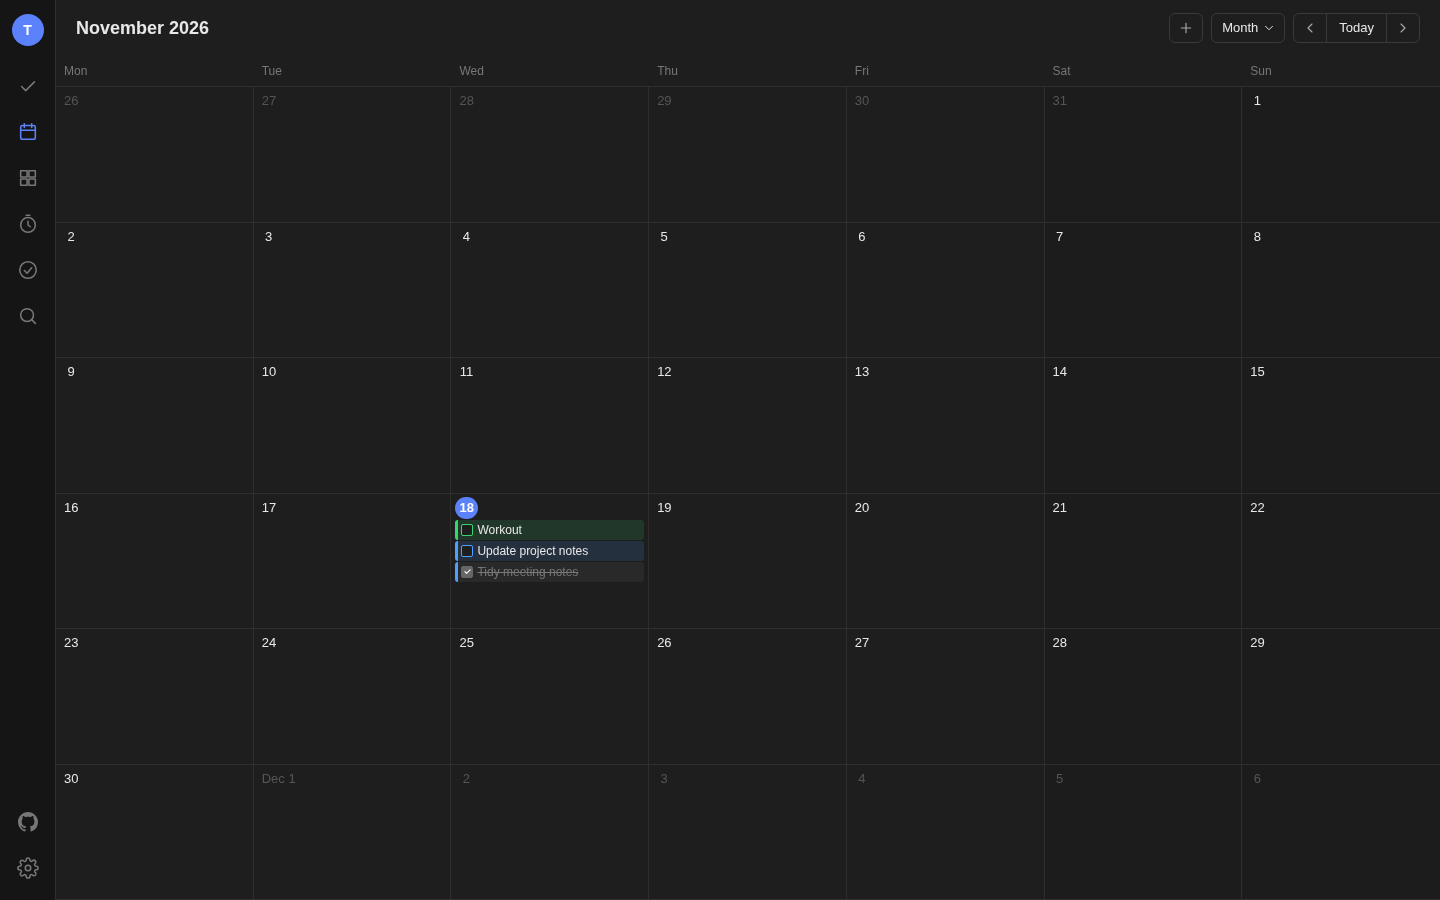 T
November 2026
Month
Today
Mon Tue Wed Thu Fri Sat Sun
26 27 28 29 30 31 1
2 3 4 5 6 7 8
9 10 11 12 13 14 15
16 17 18 19 20 21 22
Workout
Update project notes
Tidy meeting notes
23 24 25 26 27 28 29
30 Dec 1 2 3 4 5 6